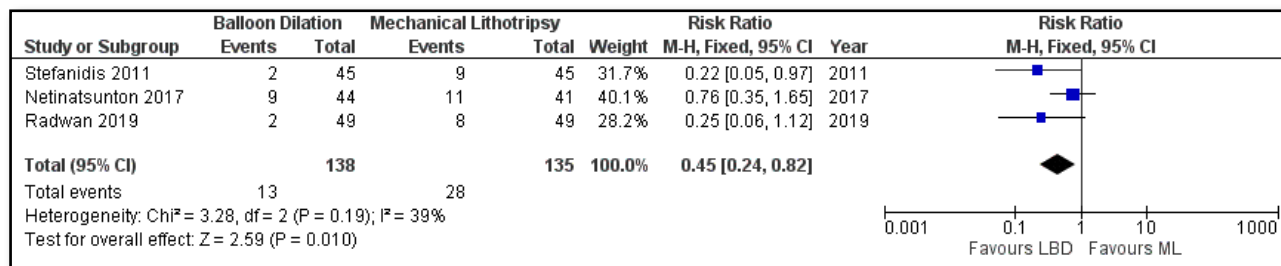 Balloon Dilation Mechanical Lithotripsy Risk Ratio Risk Ratio
Study or Subgroup Events Total Events Total Weight M-H, Fixed, 95% CI Year M-H, Fixed, 95% CI
Stefanidis 2011 2 45 9 45 31.7% 0.22 [0.05, 0.97] 2011
Netinatsunton 2017 9 44 11 41 40.1% 0.76 [0.35, 1.65] 2017
Radwan 2019 2 49 8 49 28.2% 0.25 [0.06, 1.12] 2019
Total (95% CI) 138 135 100.0% 0.45 [0.24, 0.82]
Total events 13 28
Heterogeneity: Chi² = 3.28, df = 2 (P = 0.19); I² = 39%
Test for overall effect: Z = 2.59 (P = 0.010)
0.001 0.1 1 10 1000
Favours LBD Favours ML